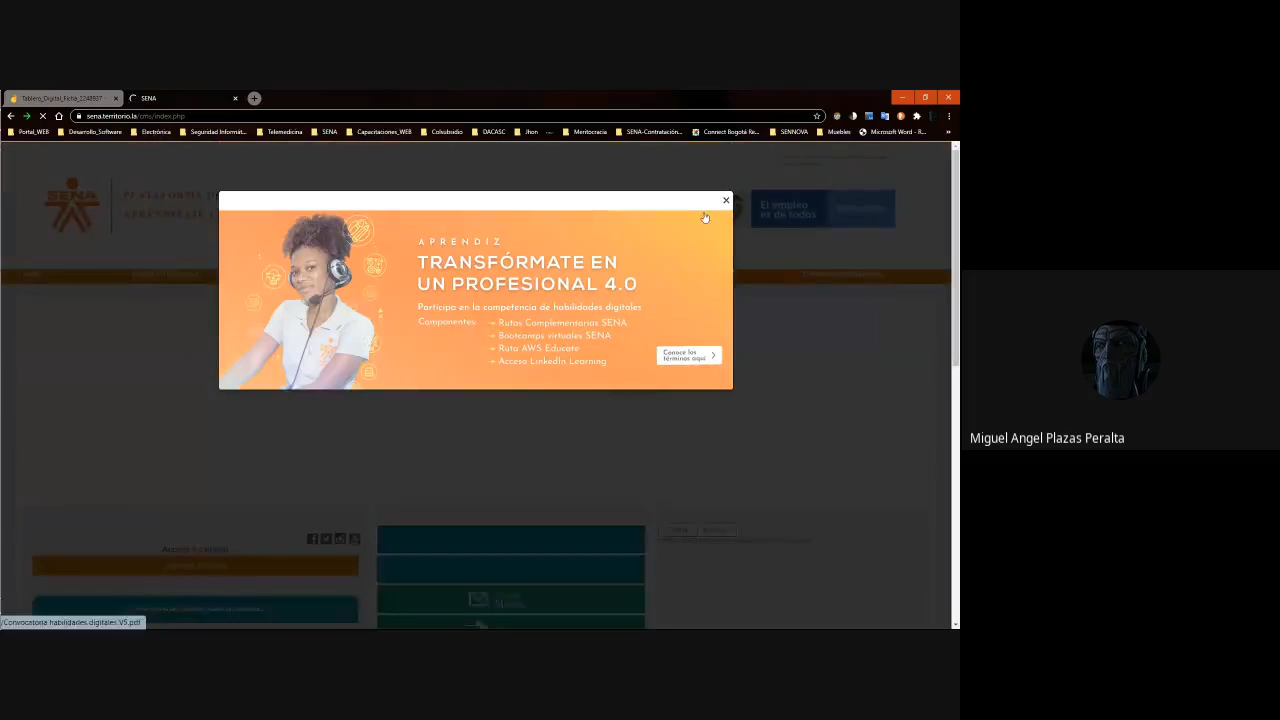 Tablero_Digital_Ficha_2248937 -
SENA
sena.territorio.la/cms/index.php
Portal_WEB
Desarrollo_Software
Electrónica
Seguridad Informát...
Telemedicina
SENA
Capacitaciones_WEB
Colsubsidio
DACASC
Jhon
Meritocracia
SENA-Contratación...
Connect Bogotá Re...
SENNOVA
Muebles
Microsoft Word - R...
»
SENA
El empleo
es de todos
APRENDIZ
TRANSFÓRMATE EN
UN PROFESIONAL 4.0
Participa en la competencia de habilidades digitales
Componentes:
→ Rutas Complementarias SENA
→ Bootcamps virtuales SENA
→ Ruta AWS Educate
→ Acceso LinkedIn Learning
Conoce los
términos aquí
/Convocatoria.habilidades.digitales.V5.pdf
Miguel Angel Plazas Peralta